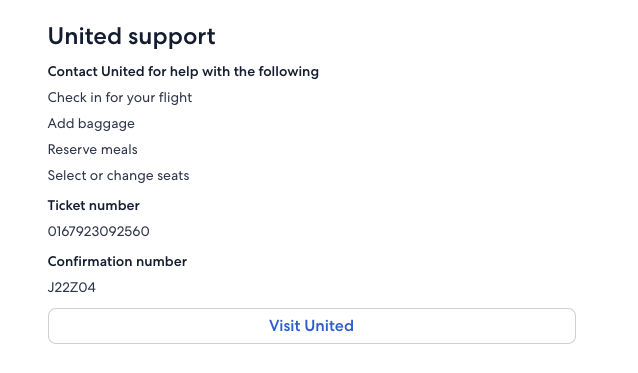 United support
Contact United for help with the following
Check in for your flight
Add baggage
Reserve meals
Select or change seats
Ticket number
0167923092560
Confirmation number
J22Z04
Visit United